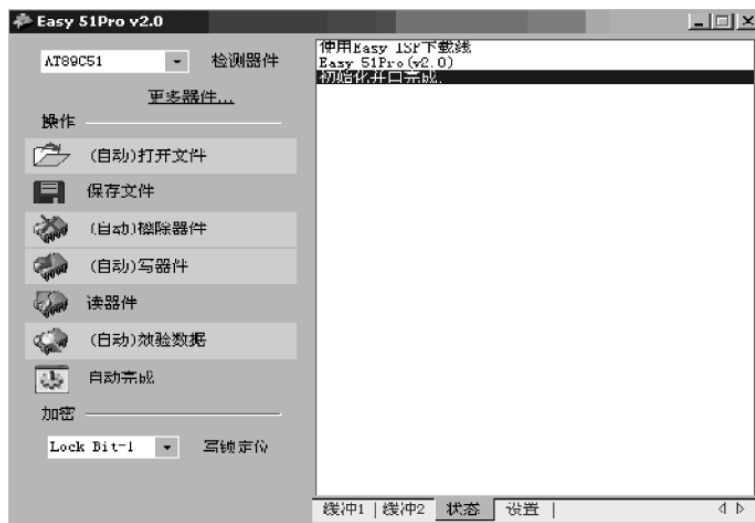 Easy 51Pro v2.0
AT89C51
检测器件
更多器件...
操作
(自动)打开文件
保存文件
(自动)擦除器件
(自动)写器件
读器件
(自动)效验数据
自动完成
加密
Lock Bit-1
写锁定位
使用Easy ISP下载线
Easy 51Pro(v2.0)
初始化并口完成.
缓冲1
缓冲2
状态
设置